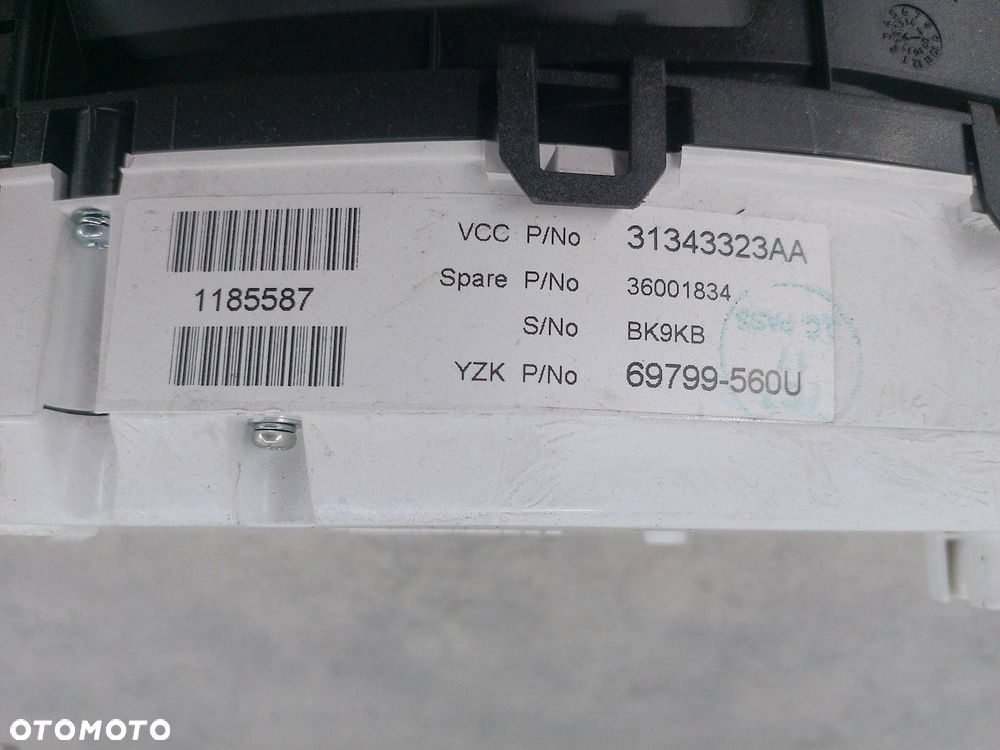 VCC P/No 31343323AA
Spare P/No 36001834
1185587
S/No BK9KB
YZK P/No 69799-560U
OTOMOTO